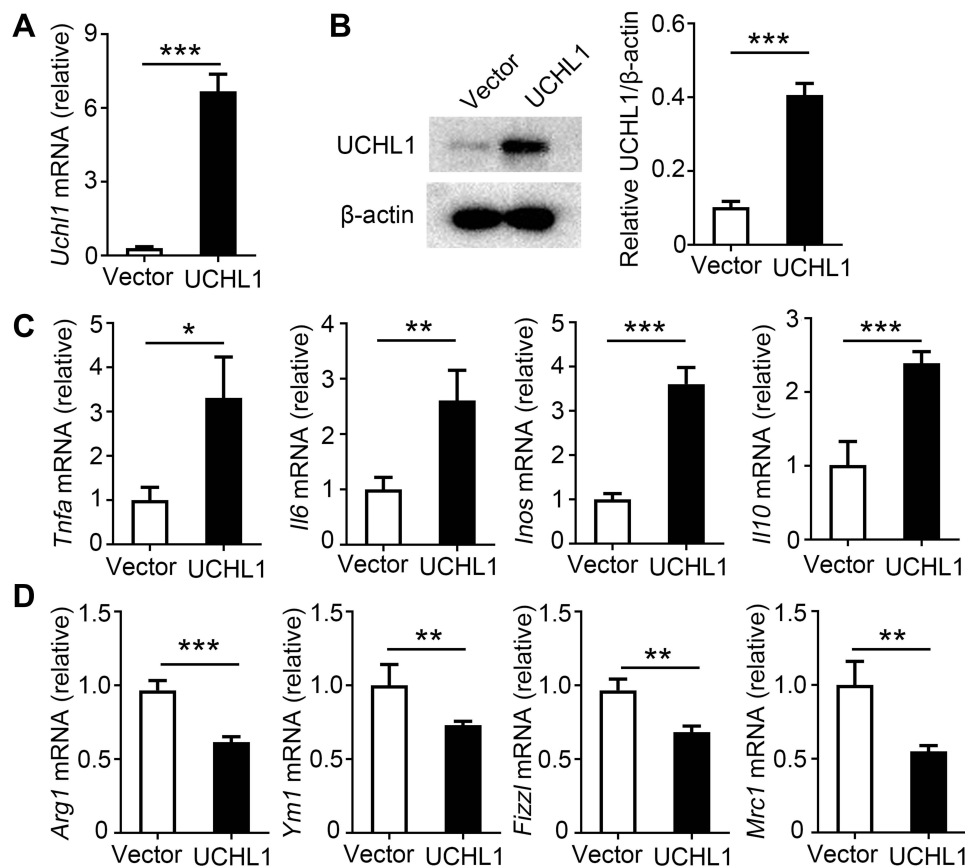 A
Uchl1 mRNA (relative)
9
6
3
0
***
Vector
UCHL1
B
Vector
UCHL1
UCHL1
β-actin
Relative UCHL1/β-actin
0.6
0.4
0.2
0
***
Vector
UCHL1
C
Tnfa mRNA (relative)
5
4
3
2
1
0
*
Vector
UCHL1
Il6 mRNA (relative)
4
3
2
1
0
**
Vector
UCHL1
Inos mRNA (relative)
5
4
3
2
1
0
***
Vector
UCHL1
Il10 mRNA (relative)
3
2
1
0
***
Vector
UCHL1
D
Arg1 mRNA (relative)
1.5
1.0
0.5
0
***
Vector
UCHL1
Ym1 mRNA (relative)
1.5
1.0
0.5
0
**
Vector
UCHL1
FizzI mRNA (relative)
1.5
1.0
0.5
0
**
Vector
UCHL1
Mrc1 mRNA (relative)
1.5
1.0
0.5
0
**
Vector
UCHL1